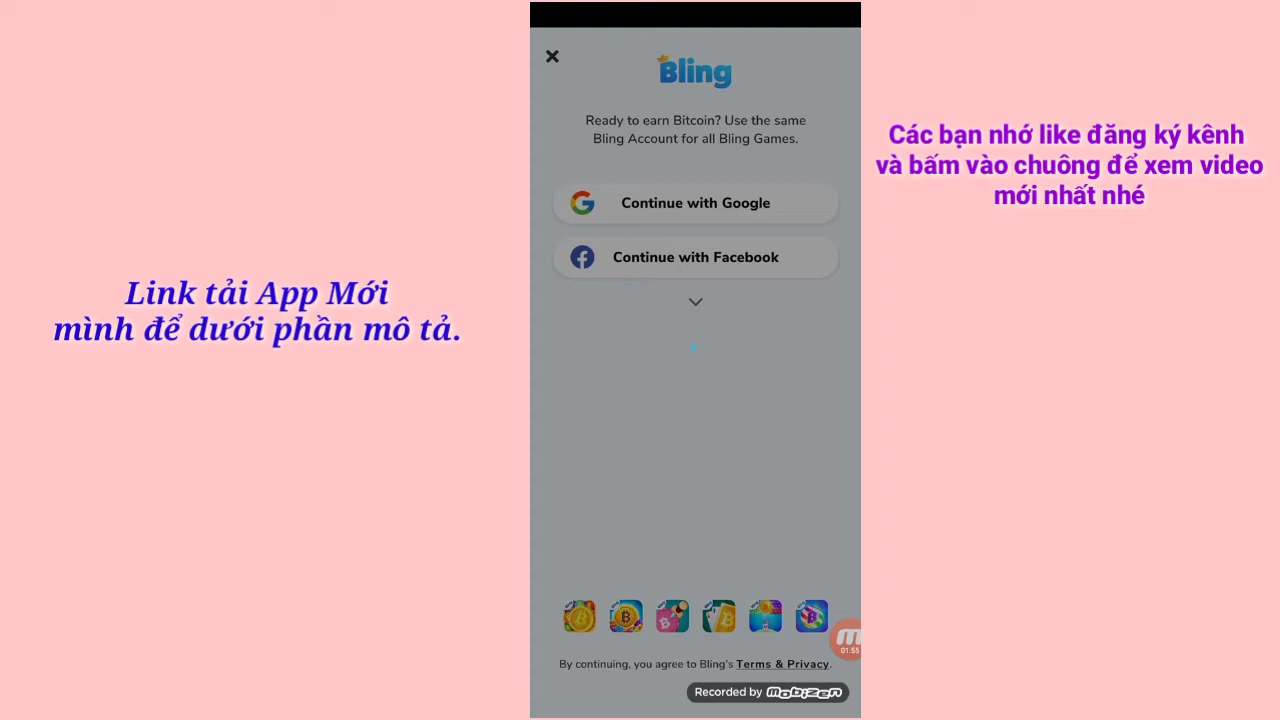 Link tải App Mới
mình để dưới phần mô tả.
Bling
Ready to earn Bitcoin? Use the same
Bling Account for all Bling Games.
Continue with Google
Continue with Facebook
By continuing, you agree to Bling's Terms & Privacy.
01:55
Recorded by mobizen
Các bạn nhớ like đăng ký kênh
và bấm vào chuông để xem video
mới nhất nhé